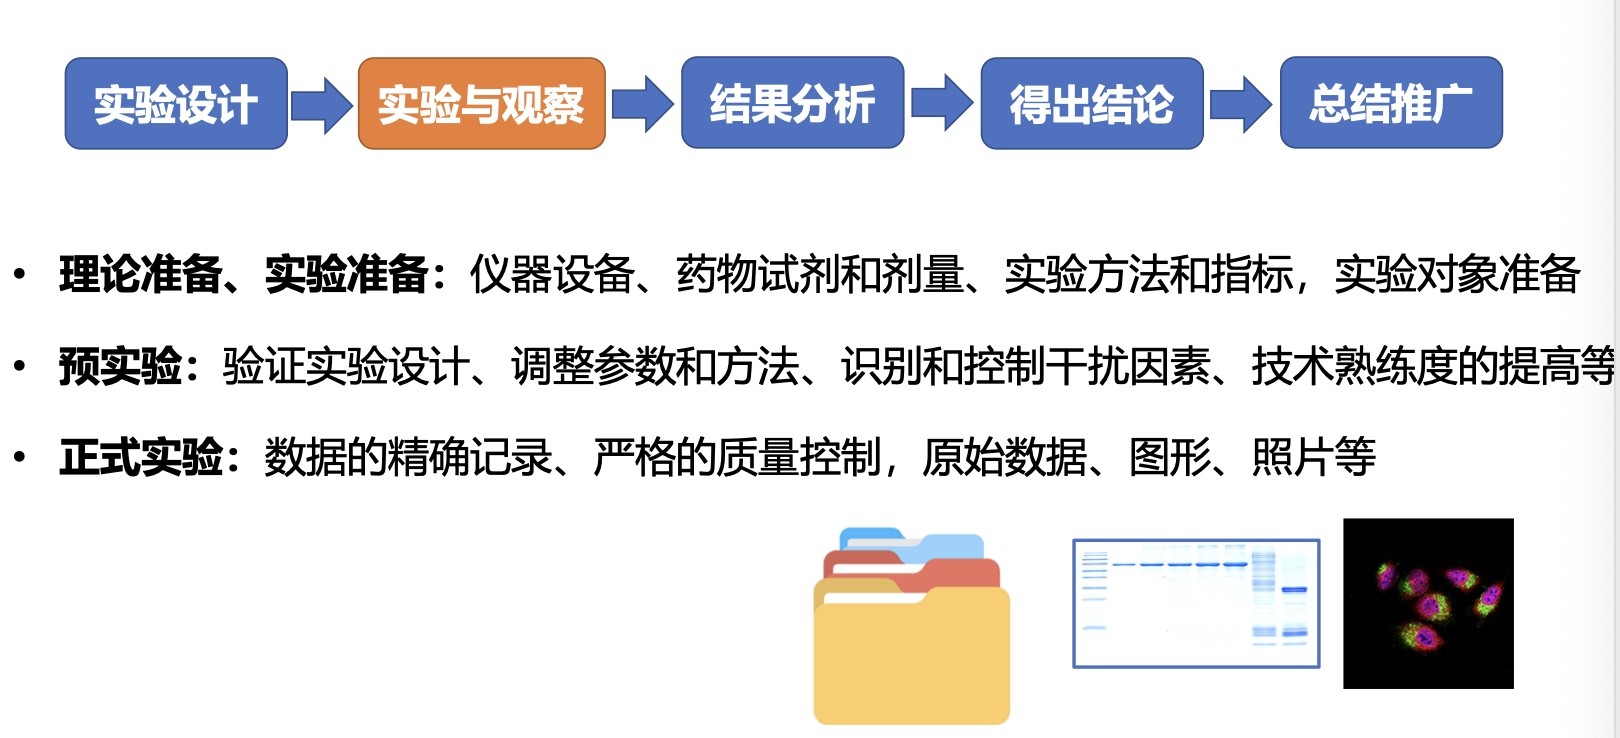 实验设计
实验与观察
结果分析
得出结论
总结推广
• 理论准备、实验准备：仪器设备、药物试剂和剂量、实验方法和指标，实验对象准备
• 预实验：验证实验设计、调整参数和方法、识别和控制干扰因素、技术熟练度的提高等
• 正式实验：数据的精确记录、严格的质量控制，原始数据、图形、照片等